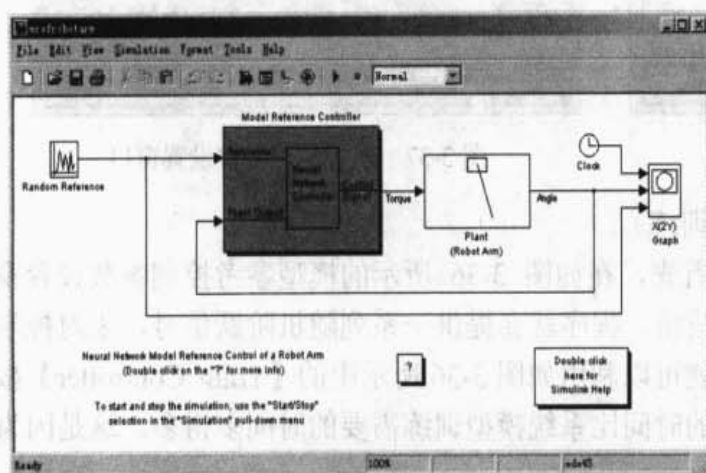 mrefrobotarm
File Edit View Simulation Format Tools Help
Normal
Model Reference Controller
Random Reference
Reference
Neural
Network
Controller
Control
Signal
Plant Output
Torque
Plant
(Robot Arm)
Angle
Clock
X(2Y)
Graph
Neural Network Model Reference Control of a Robot Arm
(Double click on the "?" for more info)
?
Double click
here for
Simulink Help
To start and stop the simulation, use the "Start/Stop"
selection in the "Simulation" pull-down menu
Ready
100%
ode45